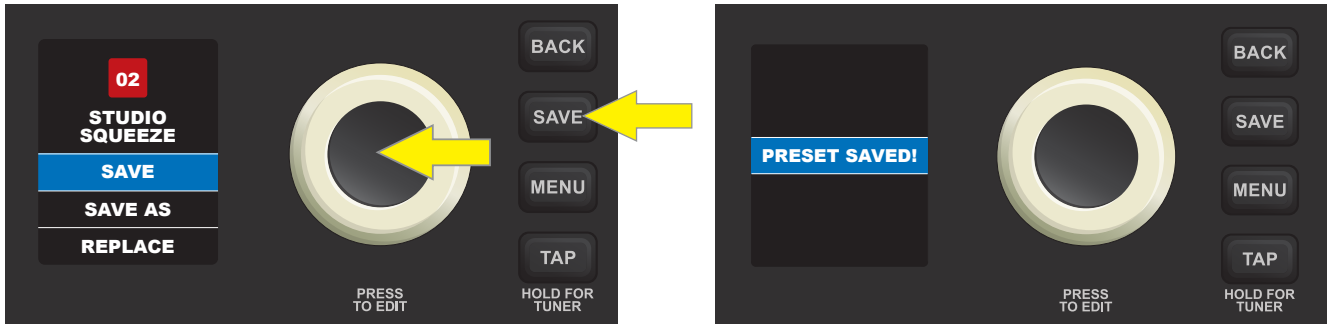 02
STUDIO
SQUEEZE
SAVE
SAVE AS
REPLACE
PRESS
TO EDIT
BACK
SAVE
MENU
TAP
HOLD FOR
TUNER
PRESET SAVED!
PRESS
TO EDIT
BACK
SAVE
MENU
TAP
HOLD FOR
TUNER